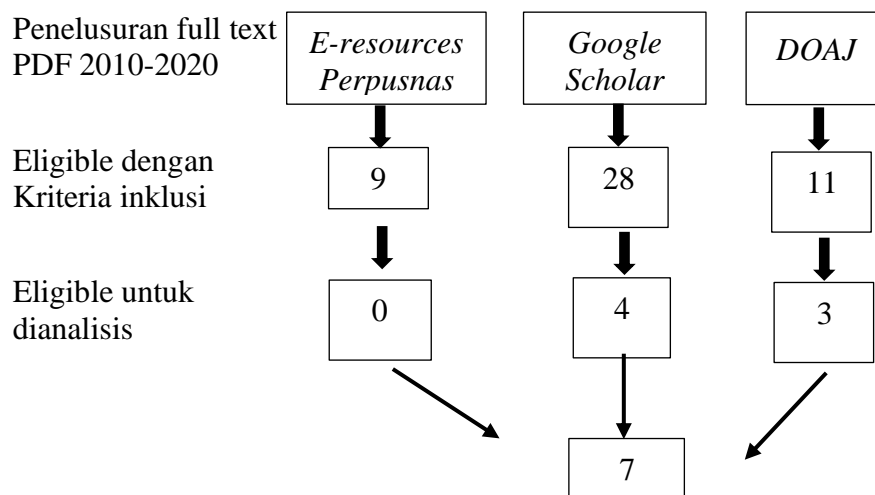 Penelusuran full text
PDF 2010-2020
E-resources
Perpusnas
Google
Scholar
DOAJ
Eligible dengan
Kriteria inklusi
9
28
11
Eligible untuk
dianalisis
0
4
3
7